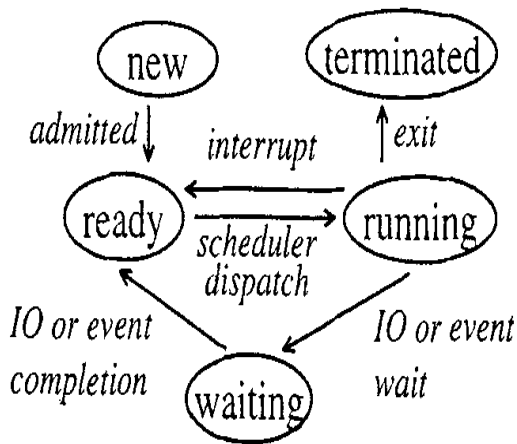 new
terminated
admitted
interrupt
exit
ready
running
scheduler
dispatch
IO or event
completion
IO or event
wait
waiting